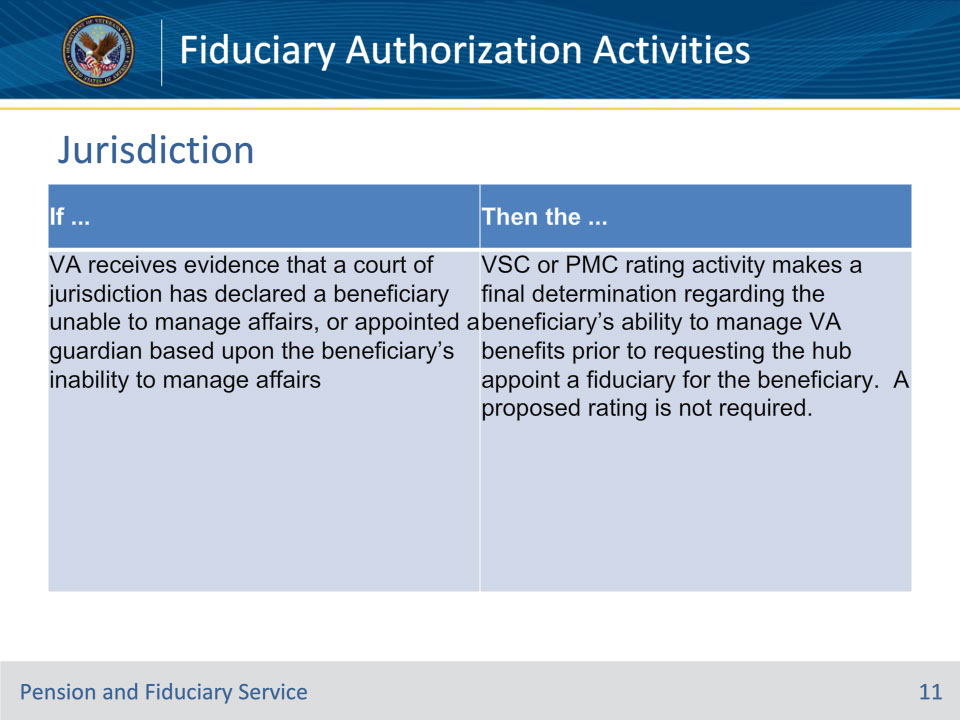 Fiduciary Authorization Activities
Jurisdiction
If ...
Then the ...
VA receives evidence that a court of
jurisdiction has declared a beneficiary
unable to manage affairs, or appointed a
guardian based upon the beneficiary’s
inability to manage affairs
VSC or PMC rating activity makes a
final determination regarding the
beneficiary’s ability to manage VA
benefits prior to requesting the hub
appoint a fiduciary for the beneficiary.  A
proposed rating is not required.
Pension and Fiduciary Service
11